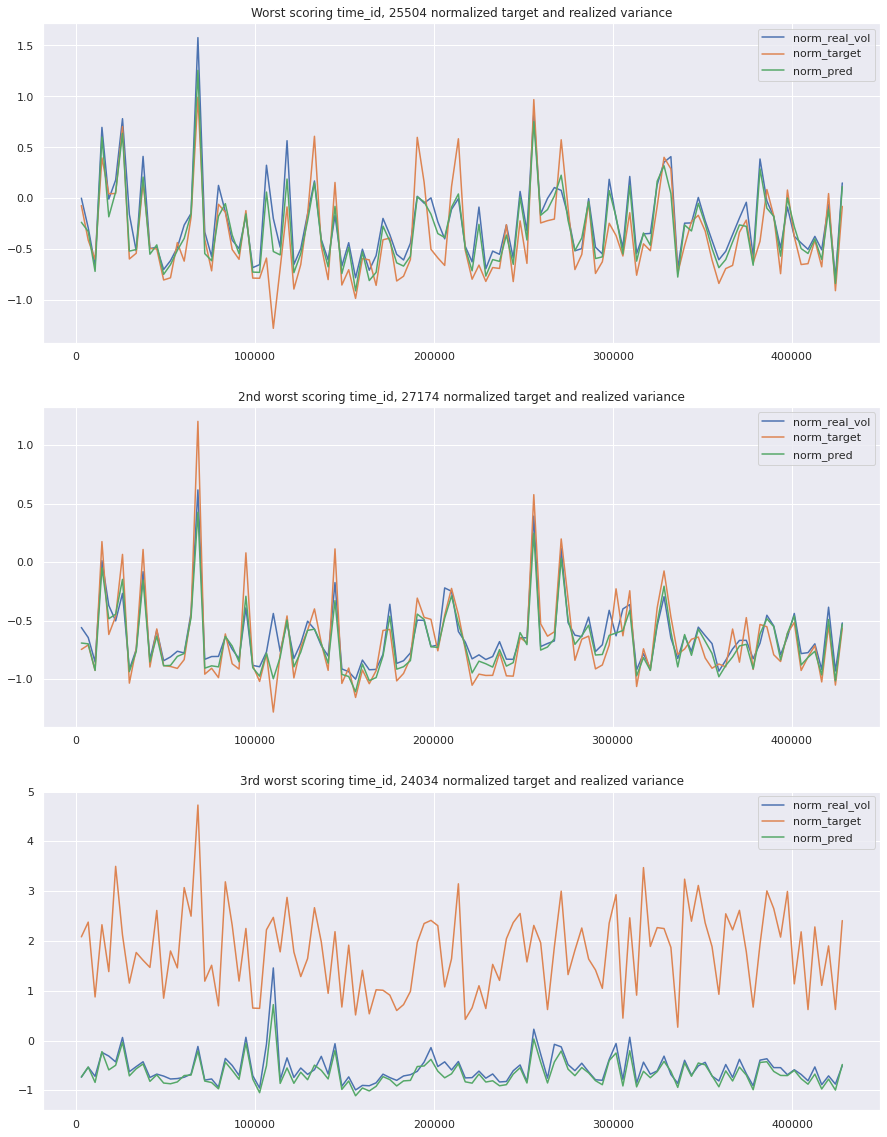 Worst scoring time_id, 25504 normalized target and realized variance
norm_real_vol
norm_target
norm_pred
1.5
1.0
0.5
0.0
−0.5
−1.0
0 100000 200000 300000 400000
2nd worst scoring time_id, 27174 normalized target and realized variance
norm_real_vol
norm_target
norm_pred
1.0
0.5
0.0
−0.5
−1.0
0 100000 200000 300000 400000
3rd worst scoring time_id, 24034 normalized target and realized variance
norm_real_vol
norm_target
norm_pred
5
4
3
2
1
0
−1
0 100000 200000 300000 400000